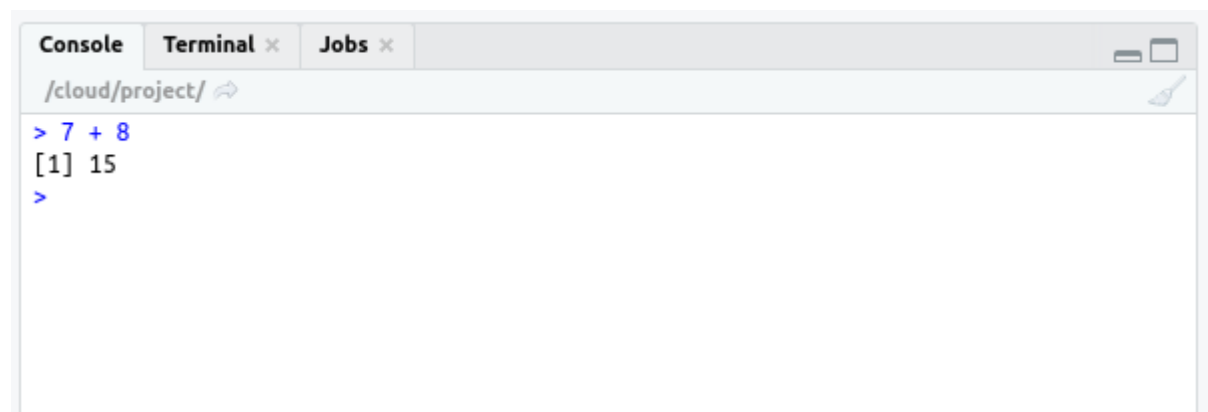 Console Terminal × Jobs ×
/cloud/project/
> 7 + 8
[1] 15
>